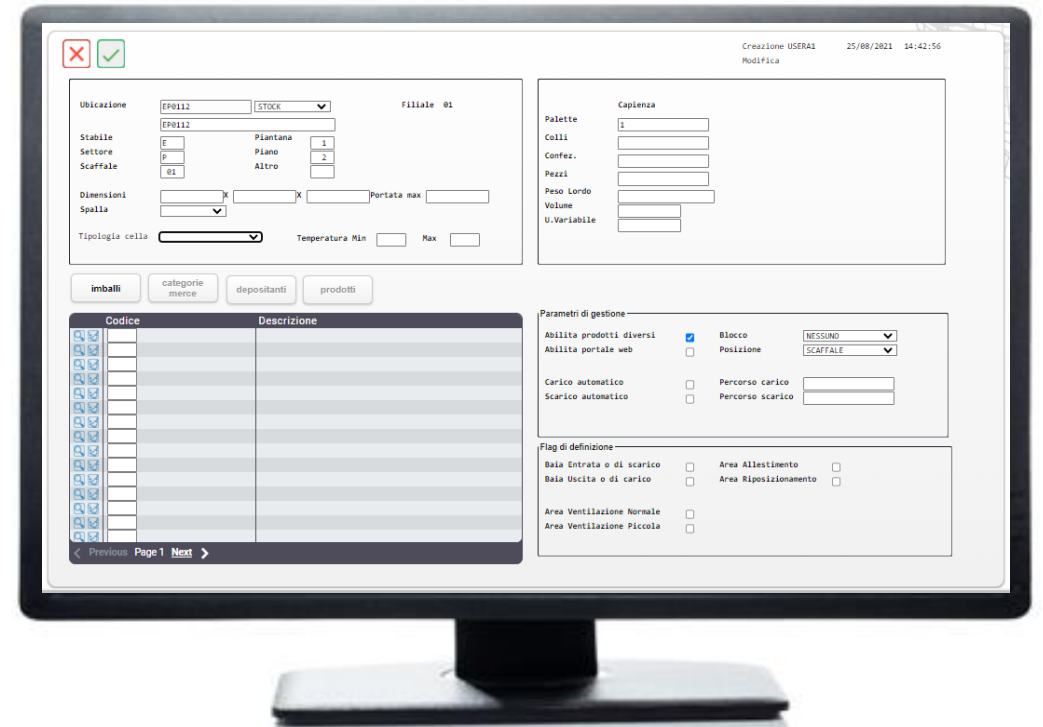 Creazione USERA1 25/08/2021 14:42:56
Modifica
Ubicazione EP0112 STOCK Filiale 01
EP0112
Stabile E Piantana 1
Settore P Piano 2
Scaffale 01 Altro
Dimensioni X X Portata max
Spalla
Tipologia cella Temperatura Min Max
Capienza
Palette 1
Colli
Confez.
Pezzi
Peso Lordo
Volume
U.Variabile
imballi
categorie merce
depositanti
prodotti
Codice Descrizione
Previous Page 1 Next
Parametri di gestione
Abilita prodotti diversi Blocco NESSUNO
Abilita portale web Posizione SCAFFALE
Carico automatico Percorso carico
Scarico automatico Percorso scarico
Flag di definizione
Baia Entrata o di scarico Area Allestimento
Baia Uscita o di carico Area Riposizionamento
Area Ventilazione Normale
Area Ventilazione Piccola